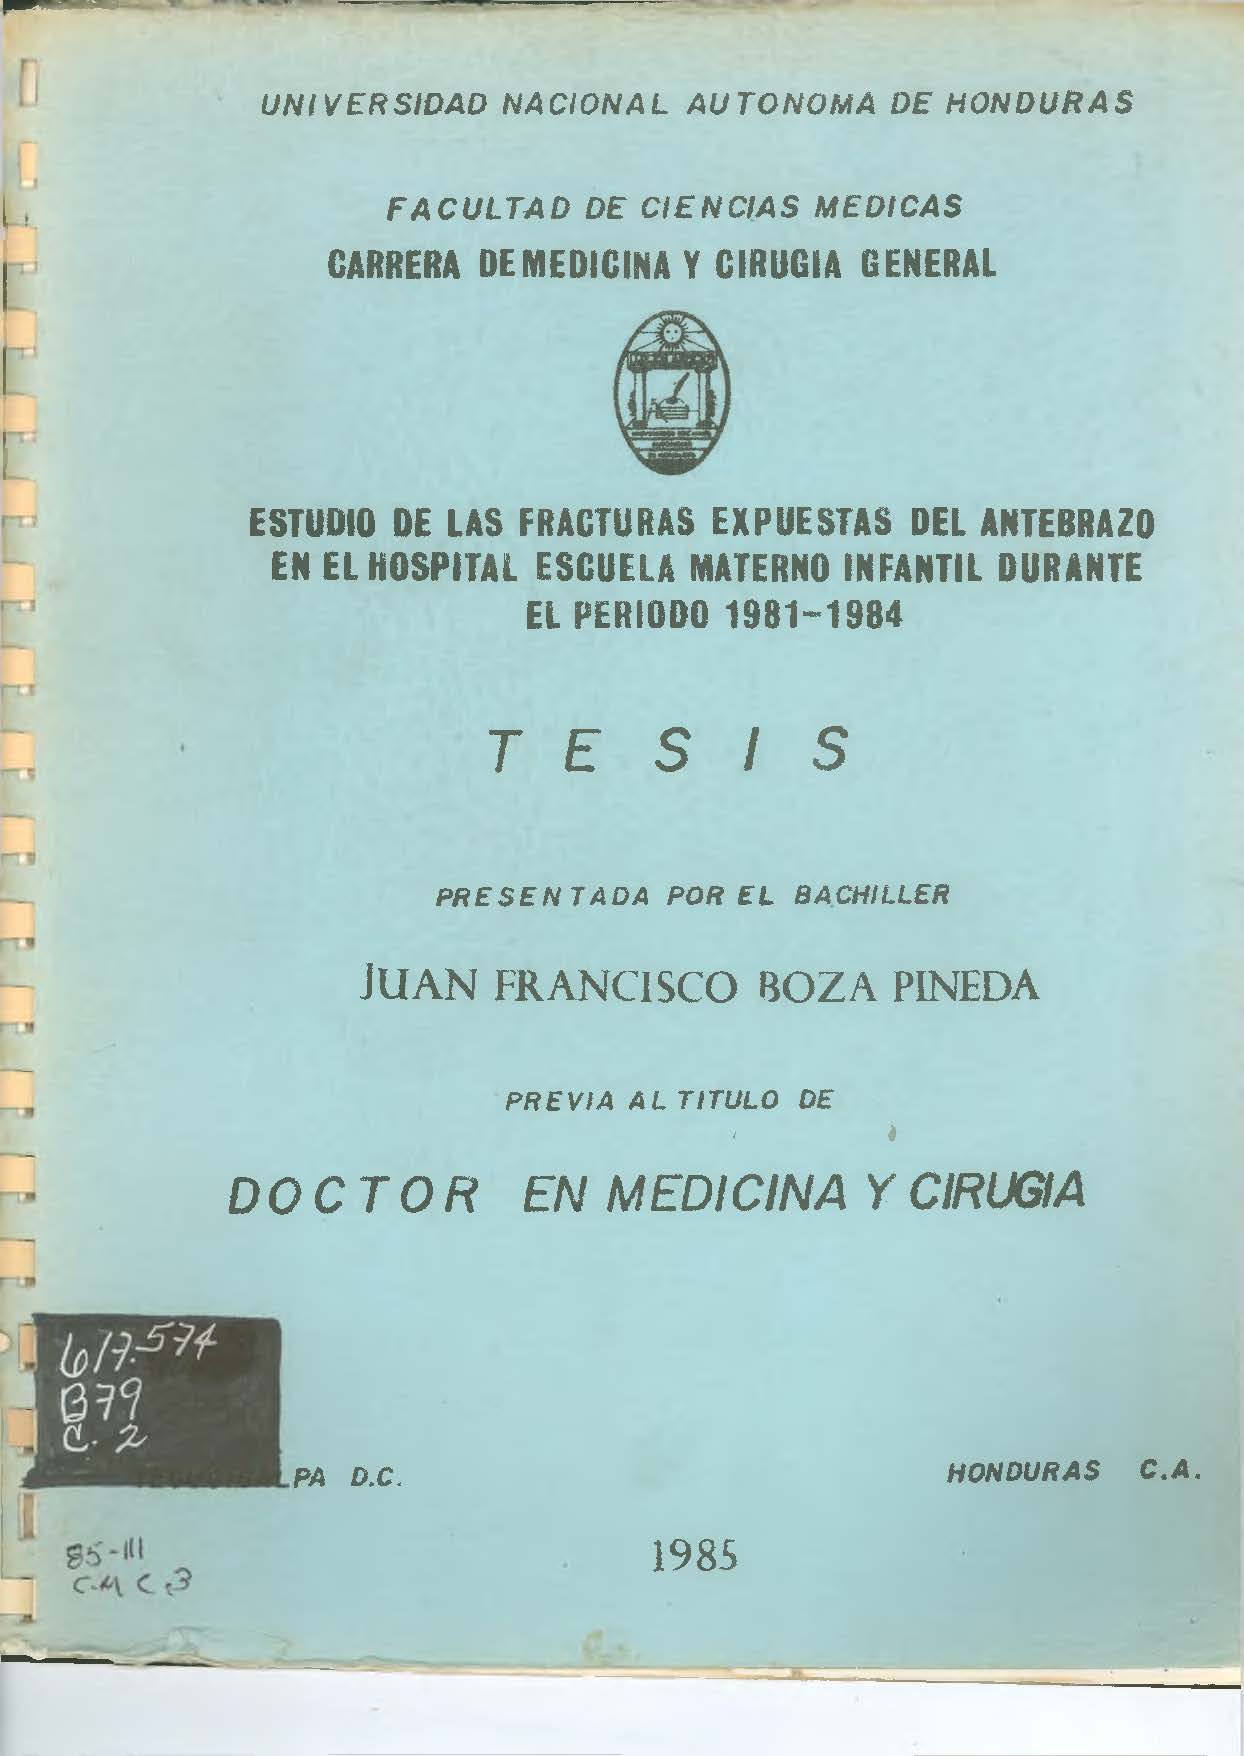 UNIVERSIDAD NACIONAL AUTONOMA DE HONDURAS
FACULTAD DE CIENCIAS MEDICAS
CARRERA DE MEDICINA Y CIRUGIA GENERAL
ESTUDIO DE LAS FRACTURAS EXPUESTAS DEL ANTEBRAZO
EN EL HOSPITAL ESCUELA MATERNO INFANTIL DURANTE
EL PERIODO 1981-1984
TESIS
PRESENTADA POR EL BACHILLER
JUAN FRANCISCO BOZA PINEDA
PREVIA AL TITULO DE
DOCTOR EN MEDICINA Y CIRUGIA
617.574
B79
C. 2
PA D.C. HONDURAS C.A.
85-III
1985